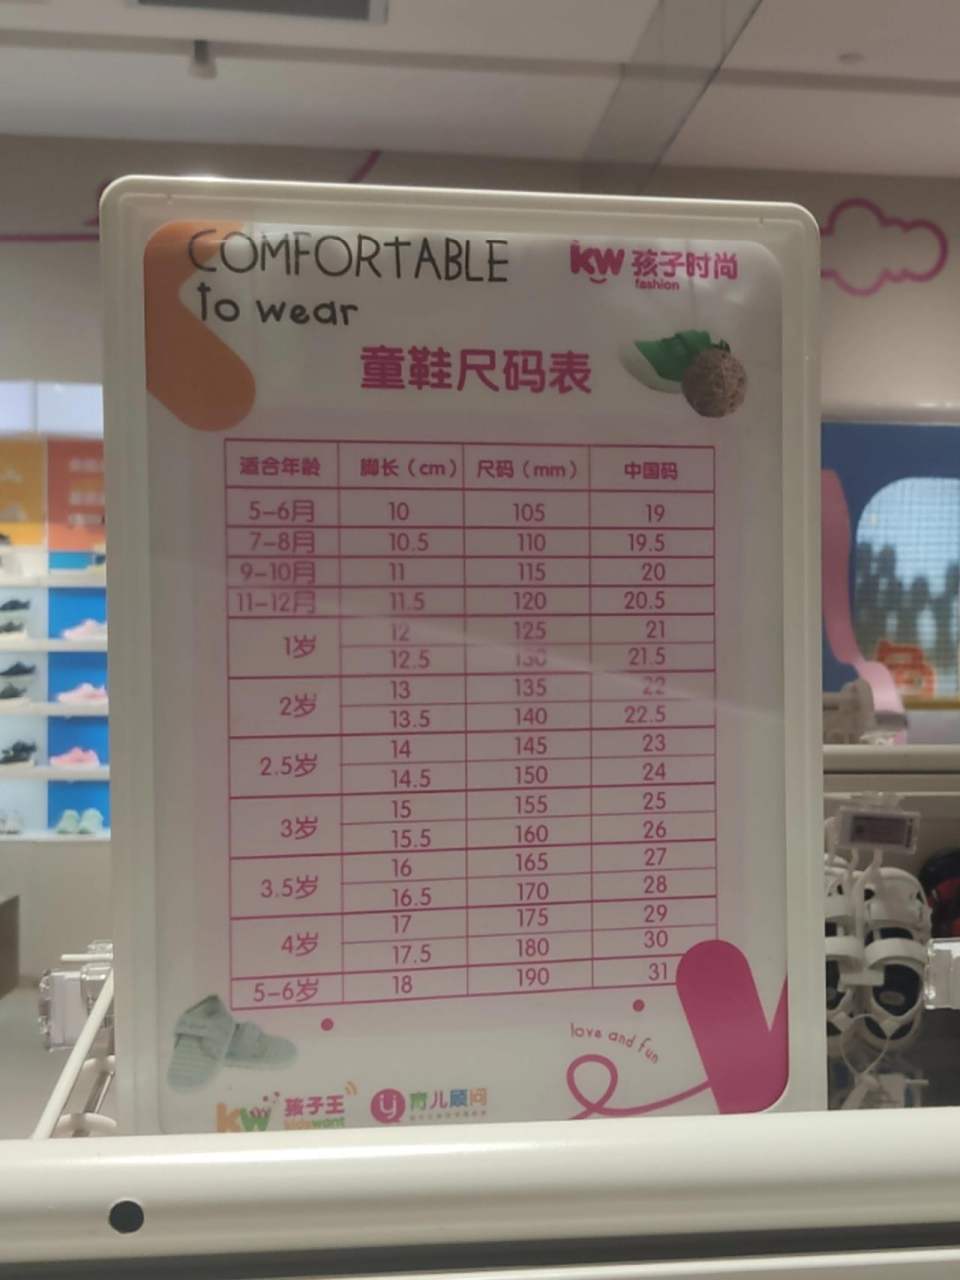 COMFORTABLE
to wear
kw 孩子时尚
fashion
童鞋尺码表
适合年龄 脚长（cm） 尺码（mm） 中国码
5-6月 10 105 19
7-8月 10.5 110 19.5
9-10月 11 115 20
11-12月 11.5 120 20.5
1岁 12 125 21
12.5 130 21.5
2岁 13 135 22
13.5 140 22.5
2.5岁 14 145 23
14.5 150 24
3岁 15 155 25
15.5 160 26
3.5岁 16 165 27
16.5 170 28
4岁 17 175 29
17.5 180 30
5-6岁 18 190 31
love and fun
kw 孩子王
kidswant
育儿顾问